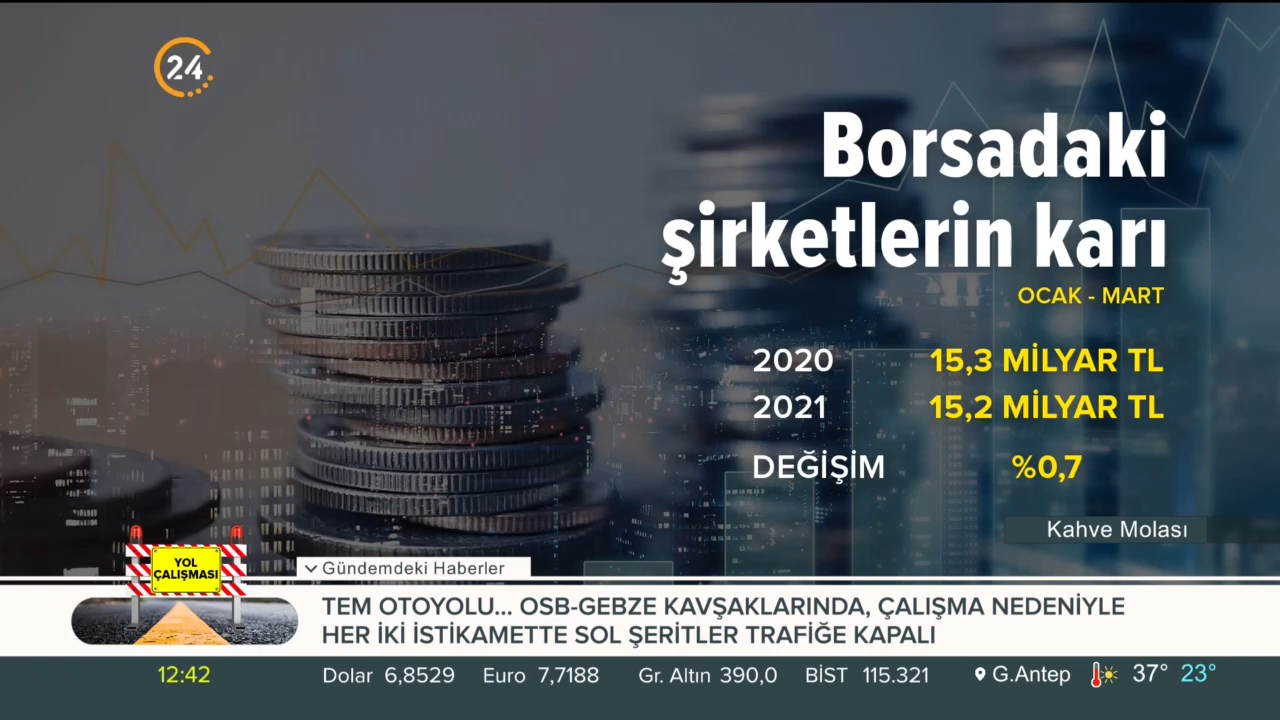 24
Borsadaki
şirketlerin karı
OCAK - MART
2020 15,3 MİLYAR TL
2021 15,2 MİLYAR TL
DEĞİŞİM %0,7
Kahve Molası
YOL
ÇALIŞMASI
Gündemdeki Haberler
TEM OTOYOLU... OSB-GEBZE KAVŞAKLARINDA, ÇALIŞMA NEDENİYLE
HER İKİ İSTİKAMETTE SOL ŞERİTLER TRAFİĞE KAPALI
12:42 Dolar 6,8529 Euro 7,7188 Gr. Altın 390,0 BİST 115.321 G.Antep 37° 23°